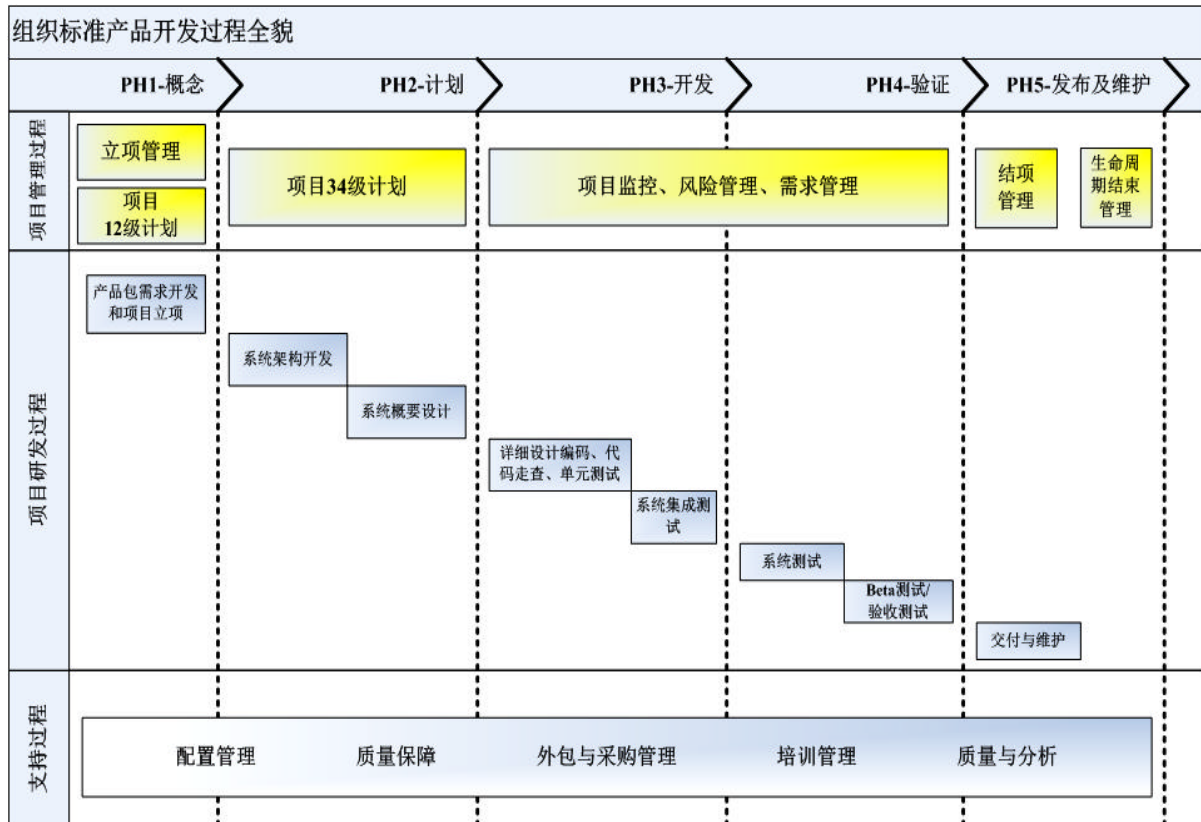 组织标准产品开发过程全貌
PH1-概念
PH2-计划
PH3-开发
PH4-验证
PH5-发布及维护
项目管理过程
立项管理
项目
12级计划
项目34级计划
项目监控、风险管理、需求管理
结项
管理
生命周
期结束
管理
项目研发过程
产品包需求开发
和项目立项
系统架构开发
系统概要设计
详细设计编码、代
码走查、单元测试
系统集成测
试
系统测试
Beta测试/
验收测试
交付与维护
支持过程
配置管理
质量保障
外包与采购管理
培训管理
质量与分析